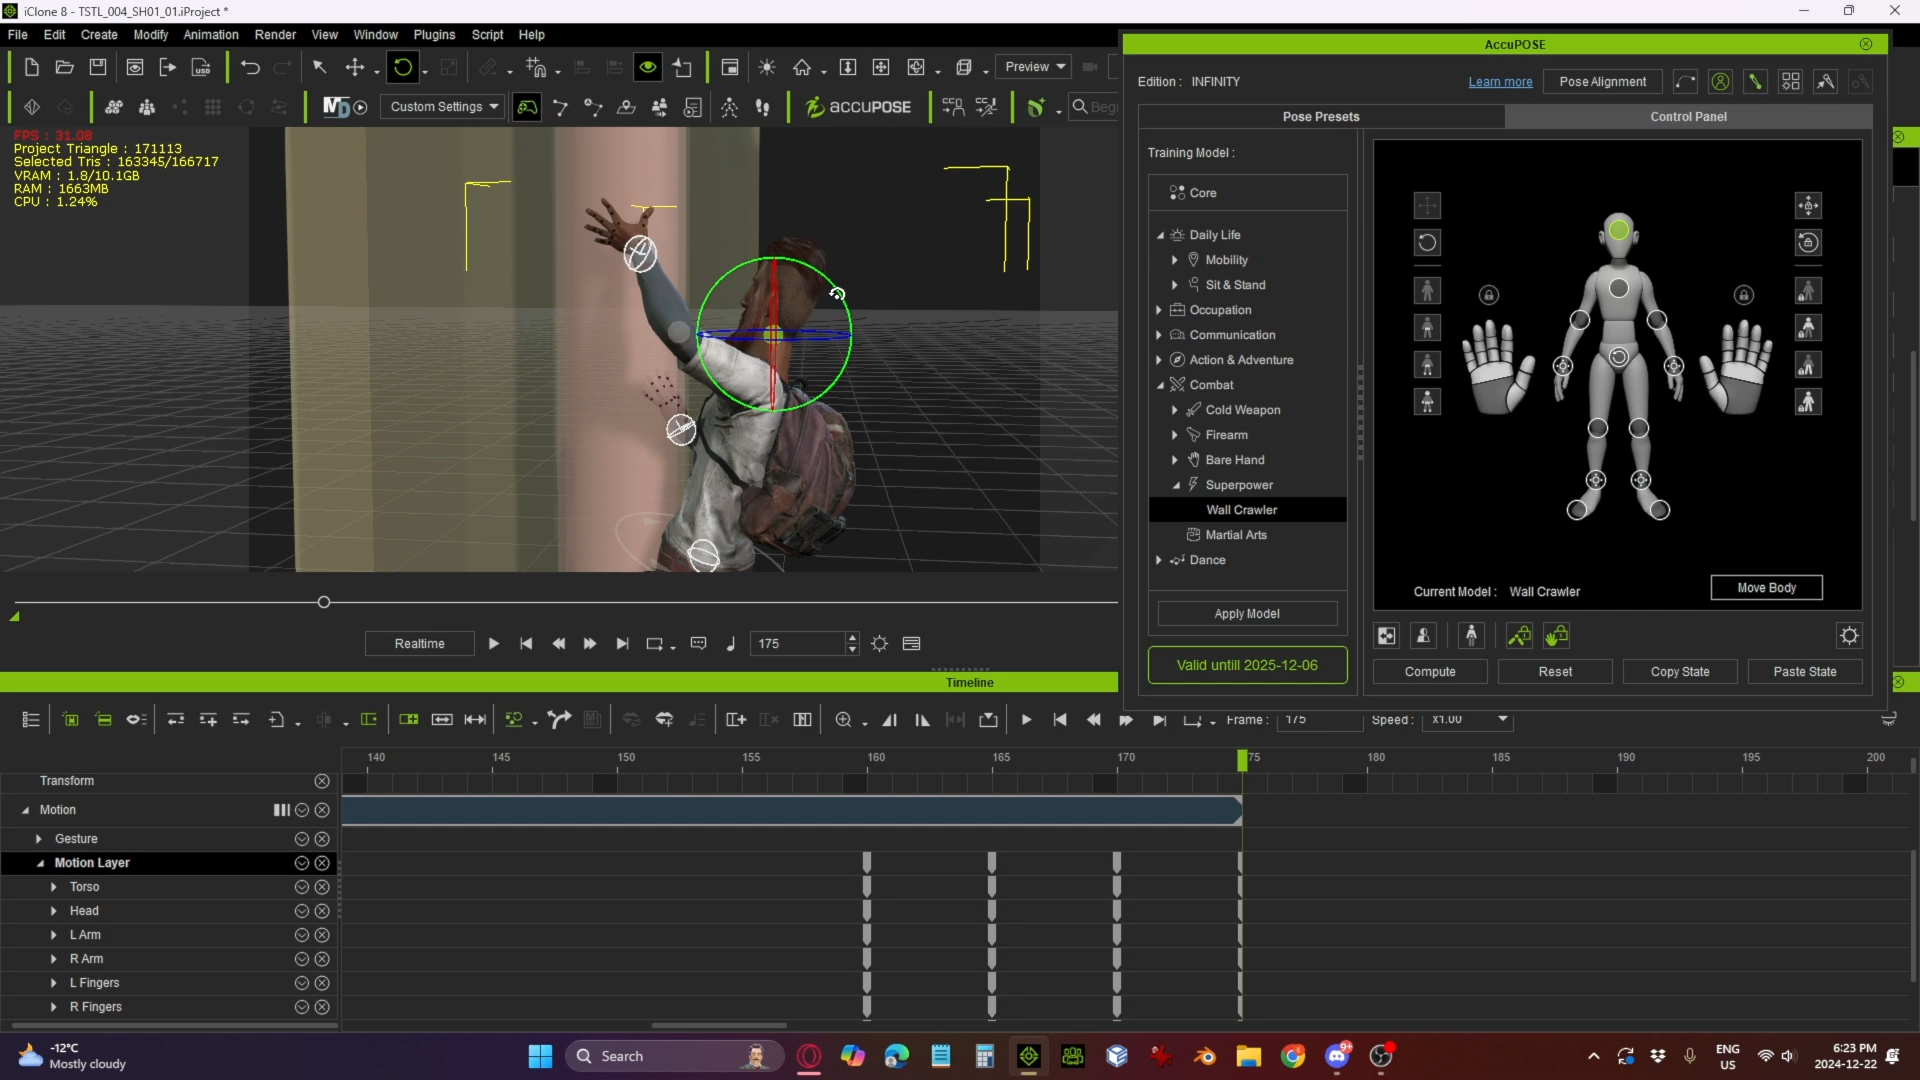 iClone 8 - TSTL_004_SH01_01.iProject *
File Edit Create Modify Animation Render View Window Plugins Script Help
Preview
Custom Settings
ACCUPOSE
FPS : 31.08
Project Triangle : 171113
Selected Tris : 163345/166717
VRAM : 1.8/10.1GB
RAM : 1663MB
CPU : 1.24%
AccuPOSE
Edition : INFINITY
Learn more
Pose Alignment
Pose Presets
Control Panel
Training Model :
Core
Daily Life
Mobility
Sit & Stand
Occupation
Communication
Action & Adventure
Combat
Cold Weapon
Firearm
Bare Hand
Superpower
Wall Crawler
Martial Arts
Dance
Apply Model
Valid untill 2025-12-06
Current Model : Wall Crawler
Move Body
Compute
Reset
Copy State
Paste State
Realtime
175
Timeline
Frame : 175 Speed : x1.00
140 145 150 155 160 165 170 75 180 185 190 195 200
Transform
Motion
Gesture
Motion Layer
Torso
Head
L Arm
R Arm
L Fingers
R Fingers
-12°C
Mostly cloudy
Search
9+
ENG
US
6:23 PM
2024-12-22